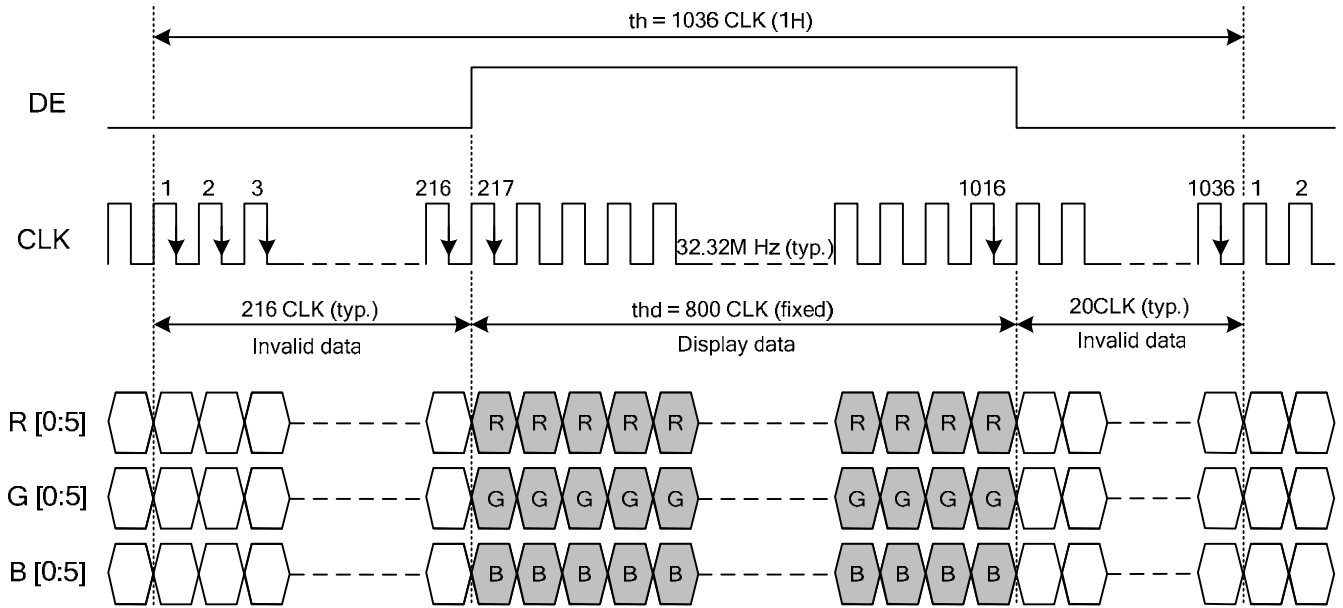 th = 1036 CLK (1H)
DE
1 2 3 216 217 1016 1036 1 2
CLK
32.32M Hz (typ.)
216 CLK (typ.) thd = 800 CLK (fixed) 20CLK (typ.)
Invalid data Display data Invalid data
R [0:5] R R R R R R R R R
G [0:5] G G G G G G G G G
B [0:5] B B B B B B B B B